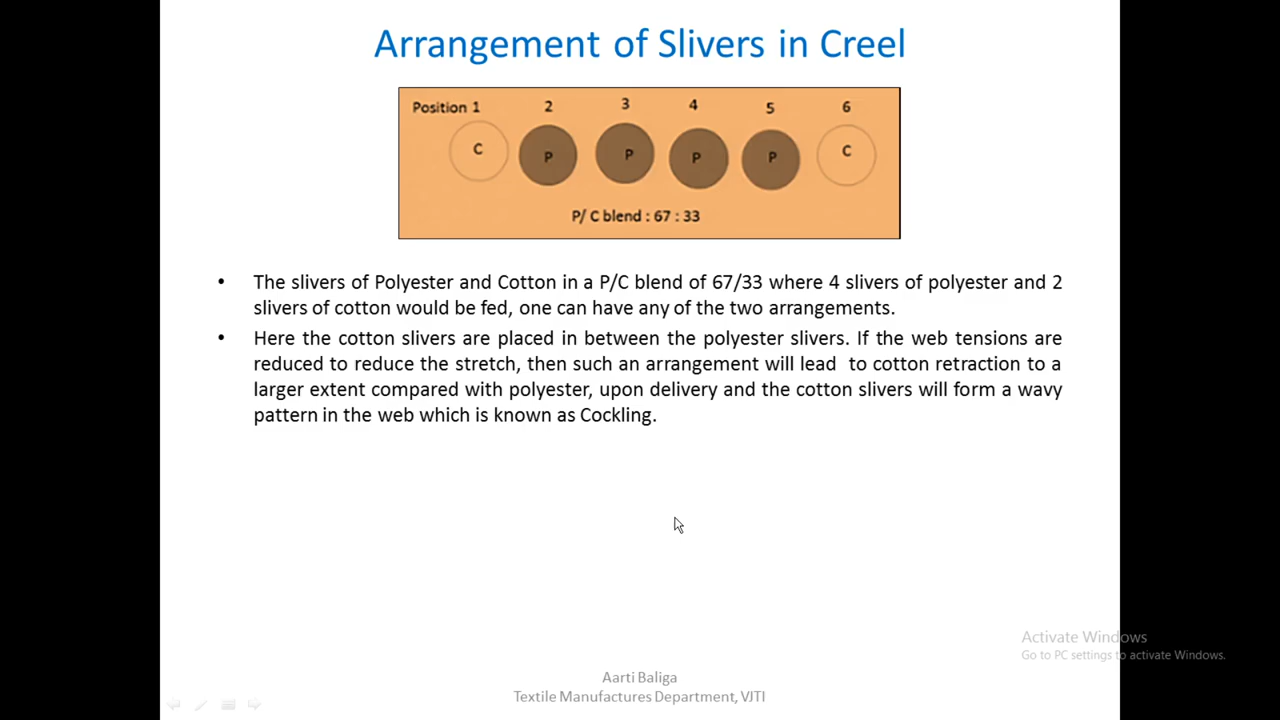 Arrangement of Slivers in Creel
Position 1 2 3 4 5 6
C P P P P C
P/ C blend : 67 : 33
• The slivers of Polyester and Cotton in a P/C blend of 67/33 where 4 slivers of polyester and 2
slivers of cotton would be fed, one can have any of the two arrangements.
• Here the cotton slivers are placed in between the polyester slivers. If the web tensions are
reduced to reduce the stretch, then such an arrangement will lead to cotton retraction to a
larger extent compared with polyester, upon delivery and the cotton slivers will form a wavy
pattern in the web which is known as Cockling.
Activate Windows
Go to PC settings to activate Windows.
Aarti Baliga
Textile Manufactures Department, VJTI